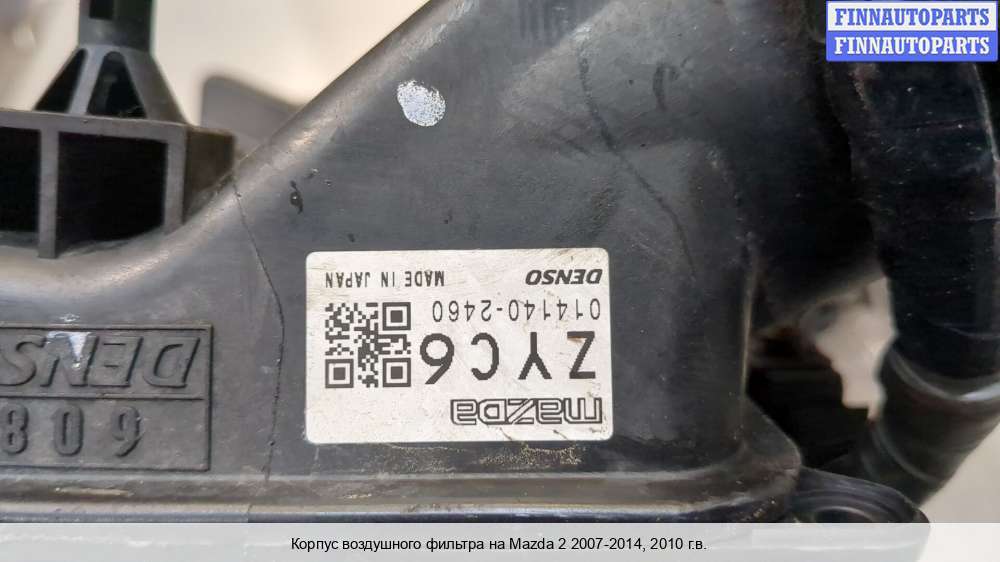 FINNAUTOPARTS
FINNAUTOPARTS
mazda
ZYC6
014140-2460
DENSO MADE IN JAPAN
DENS
Корпус воздушного фильтра на Mazda 2 2007-2014, 2010 г.в.